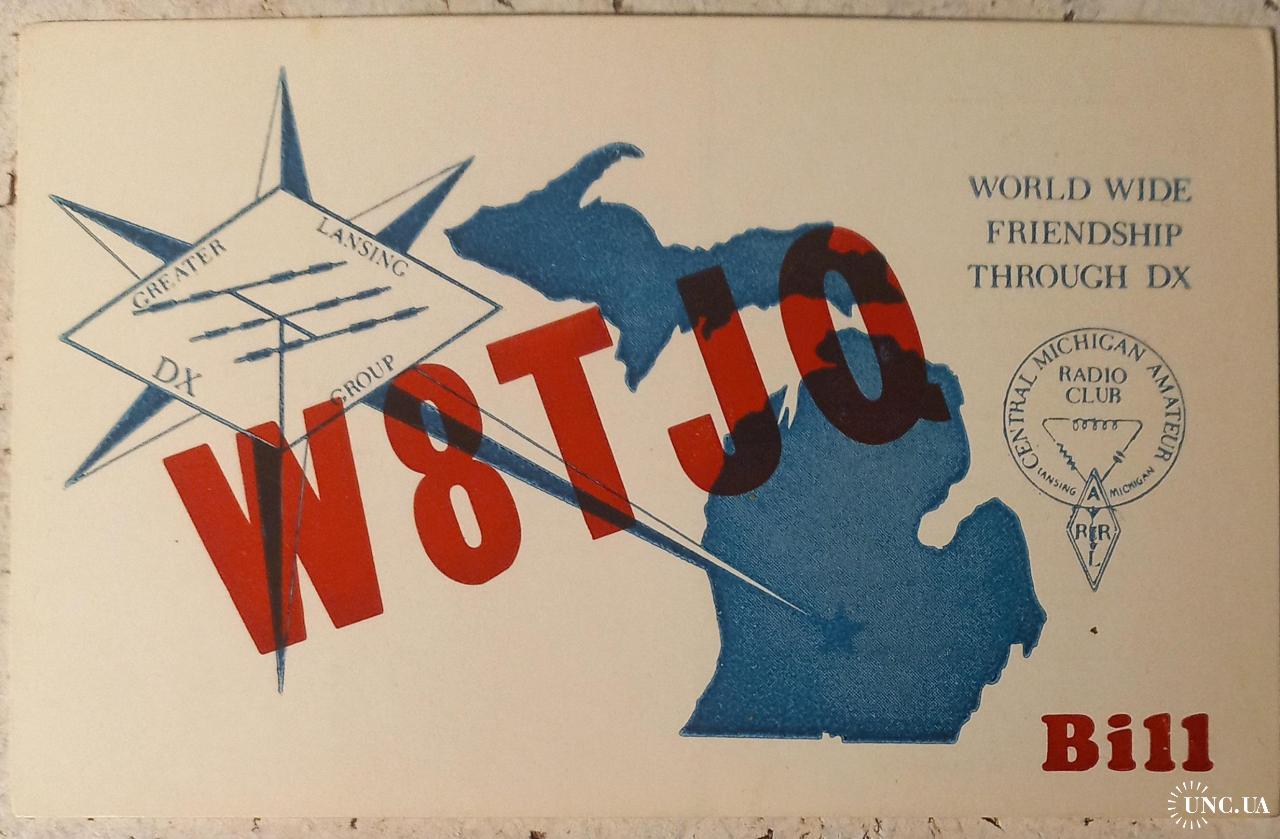 GREATER
LANSING
DX
GROUP
W8TJQ
WORLD WIDE
FRIENDSHIP
THROUGH DX
CENTRAL MICHIGAN AMATEUR
RADIO
CLUB
LANSING MICHIGAN
A
R R
L
Bill
UNC.UA